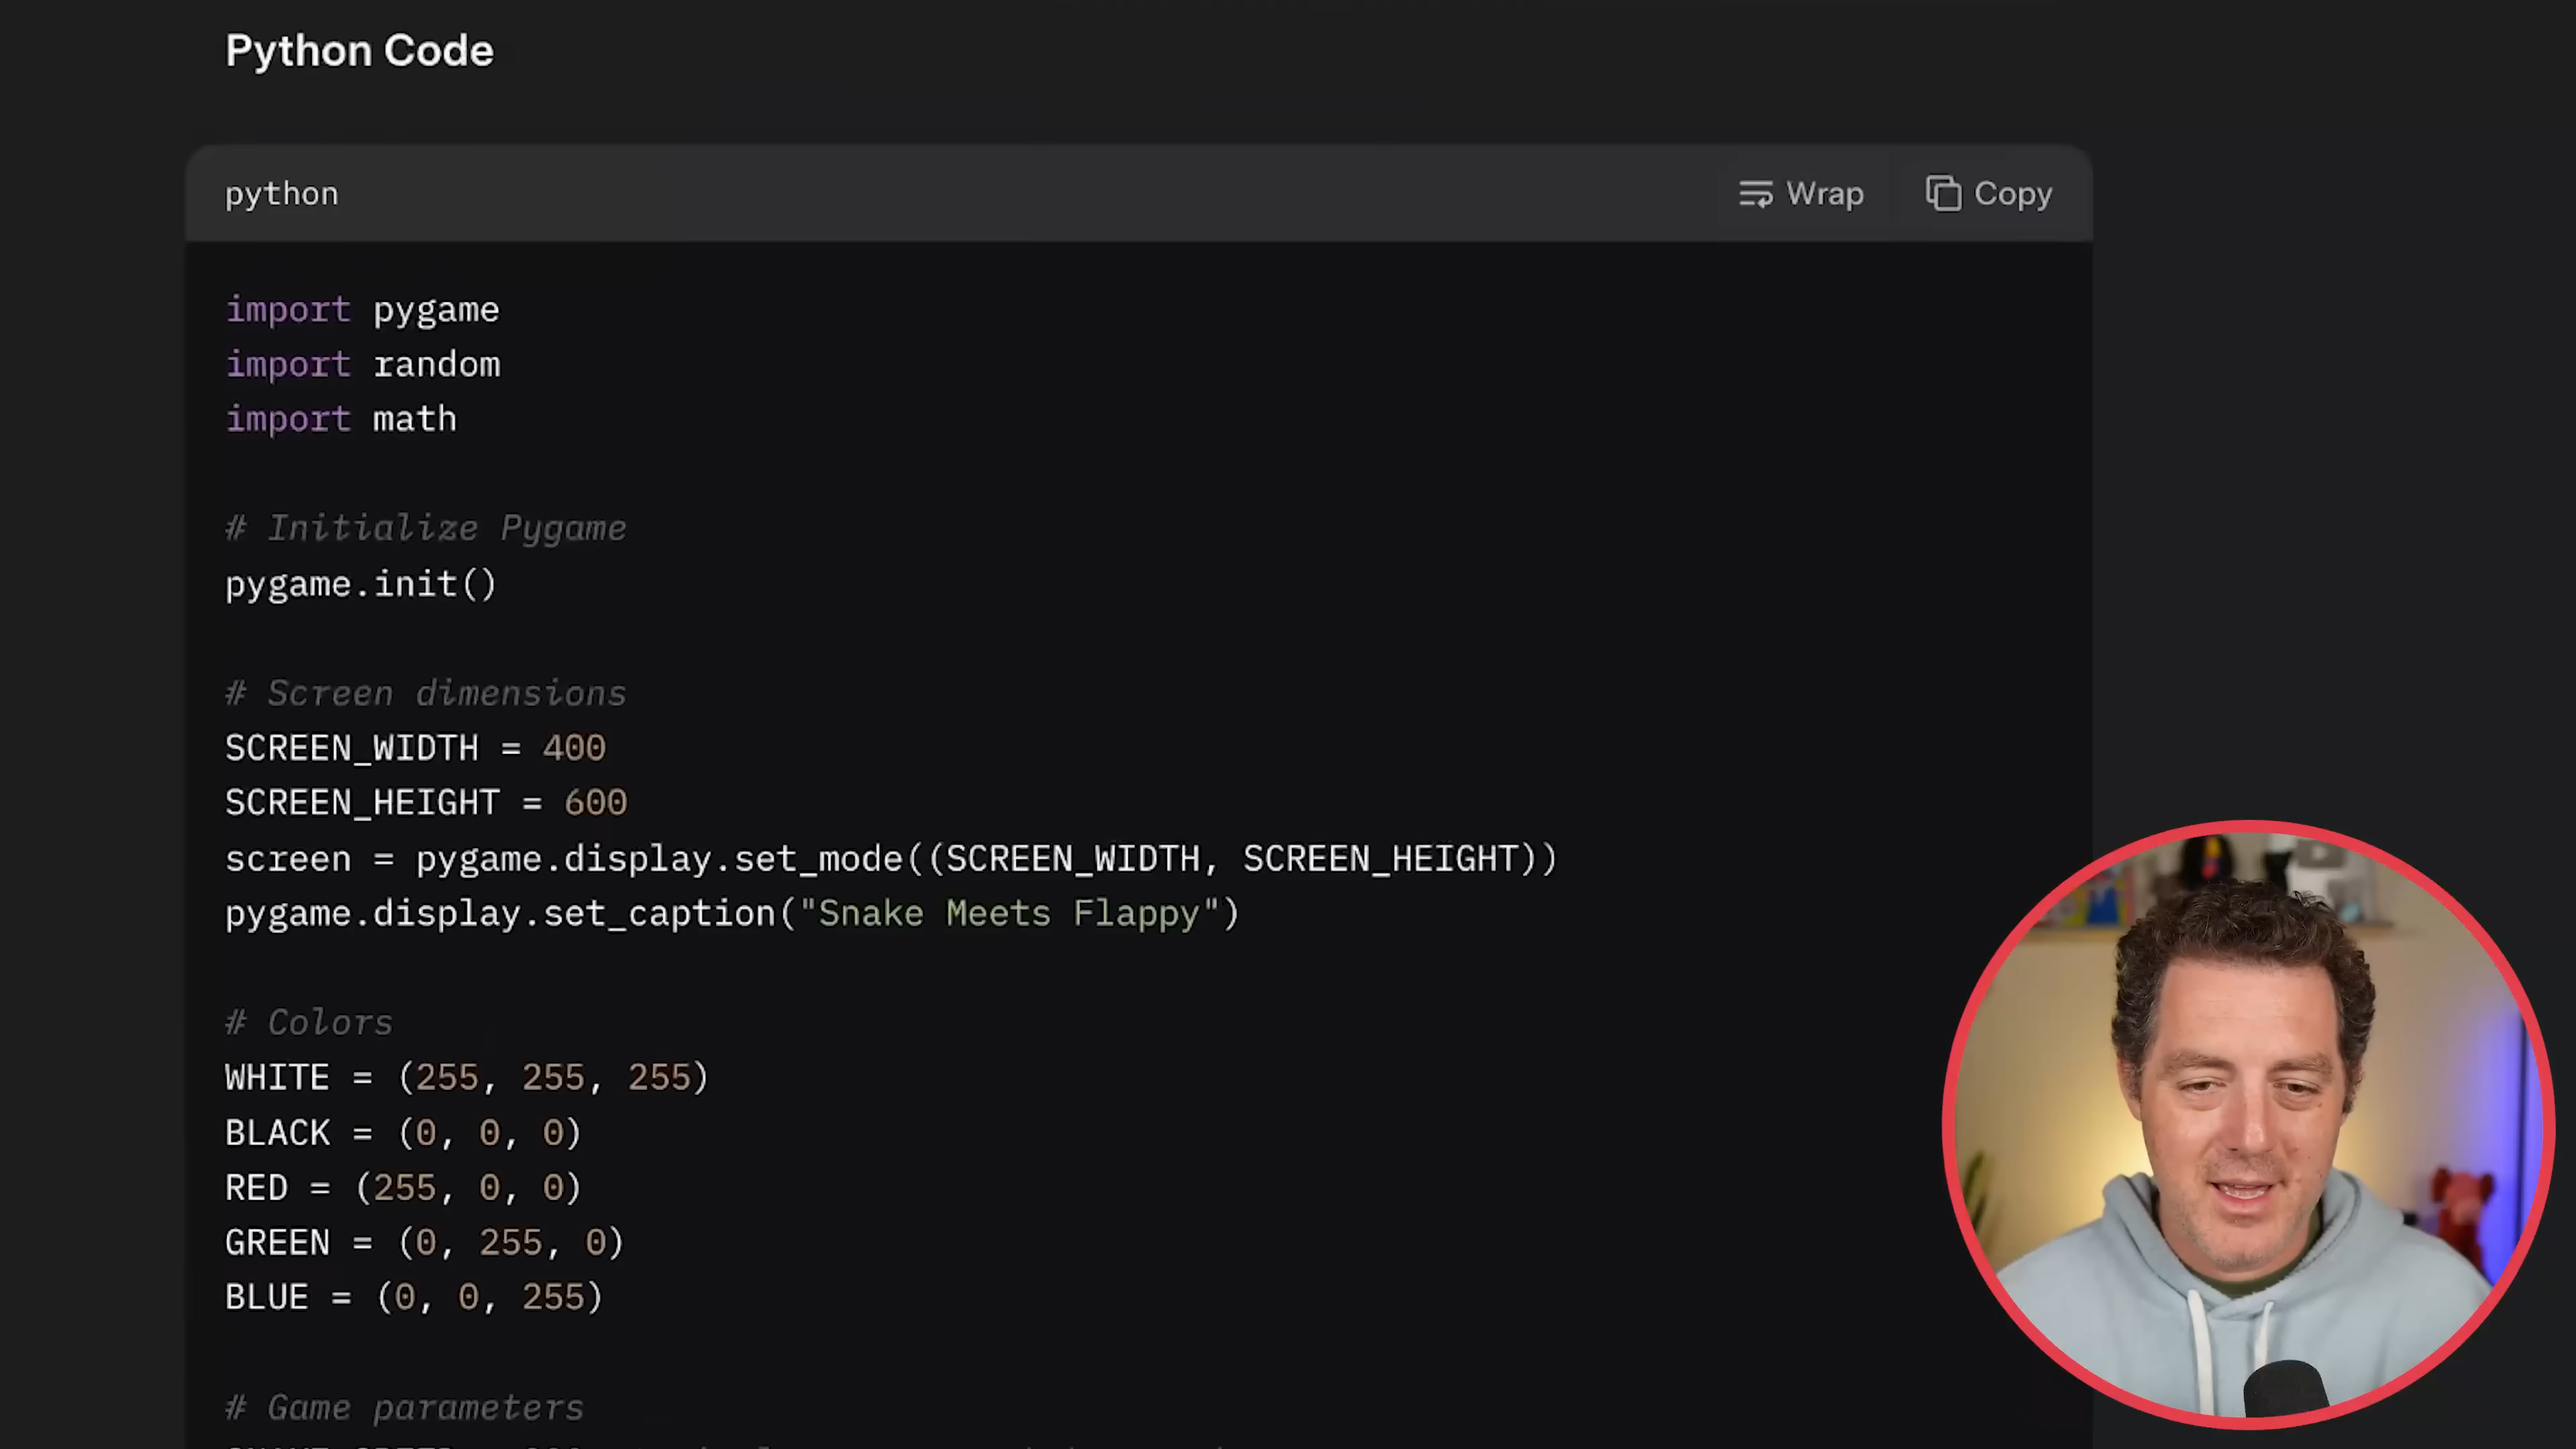 Python Code
python
Wrap
Copy
import pygame
import random
import math
# Initialize Pygame
pygame.init()
# Screen dimensions
SCREEN_WIDTH = 400
SCREEN_HEIGHT = 600
screen = pygame.display.set_mode((SCREEN_WIDTH, SCREEN_HEIGHT))
pygame.display.set_caption("Snake Meets Flappy")
# Colors
WHITE = (255, 255, 255)
BLACK = (0, 0, 0)
RED = (255, 0, 0)
GREEN = (0, 255, 0)
BLUE = (0, 0, 255)
# Game parameters